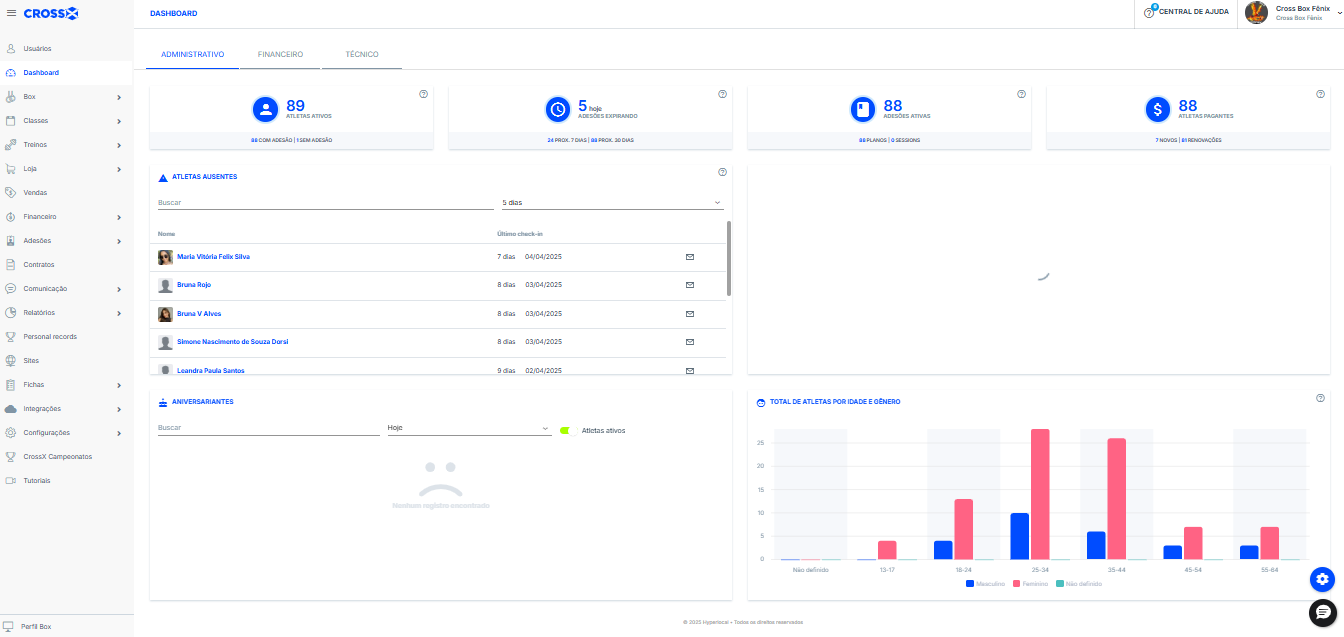 CROSSX
DASHBOARD
CENTRAL DE AJUDA
Cross Box Fênix
Cross Box Fênix
Usuários
Dashboard
Box
Classes
Treinos
Loja
Vendas
Financeiro
Adesões
Contratos
Comunicação
Relatórios
Personal records
Sites
Fichas
Integrações
Configurações
CrossX Campeonatos
Tutoriais
Perfil Box
ADMINISTRATIVO FINANCEIRO TÉCNICO
89
ATLETAS ATIVOS
88 COM ADESÃO | 1 SEM ADESÃO
5 hoje
ADESÕES EXPIRANDO
24 PROX. 7 DIAS | 88 PROX. 30 DIAS
88
ADESÕES ATIVAS
88 PLANOS | 0 SESSIONS
88
ATLETAS PAGANTES
7 NOVOS | 81 RENOVAÇÕES
ATLETAS AUSENTES
Buscar 5 dias
Nome Último check-in
Maria Vitória Felix Silva 7 dias 04/04/2025
Bruna Rojo 8 dias 03/04/2025
Bruna V Alves 8 dias 03/04/2025
Simone Nascimento de Souza Dorsi 8 dias 03/04/2025
Leandra Paula Santos 9 dias 02/04/2025
ANIVERSARIANTES
Buscar Hoje Atletas ativos
Nenhum registro encontrado
TOTAL DE ATLETAS POR IDADE E GÊNERO
25
20
15
10
5
0
Não definido 13-17 18-24 25-34 35-44 45-54 55-64
Masculino Feminino Não definido
© 2025 Hyperlocal - Todos os direitos reservados